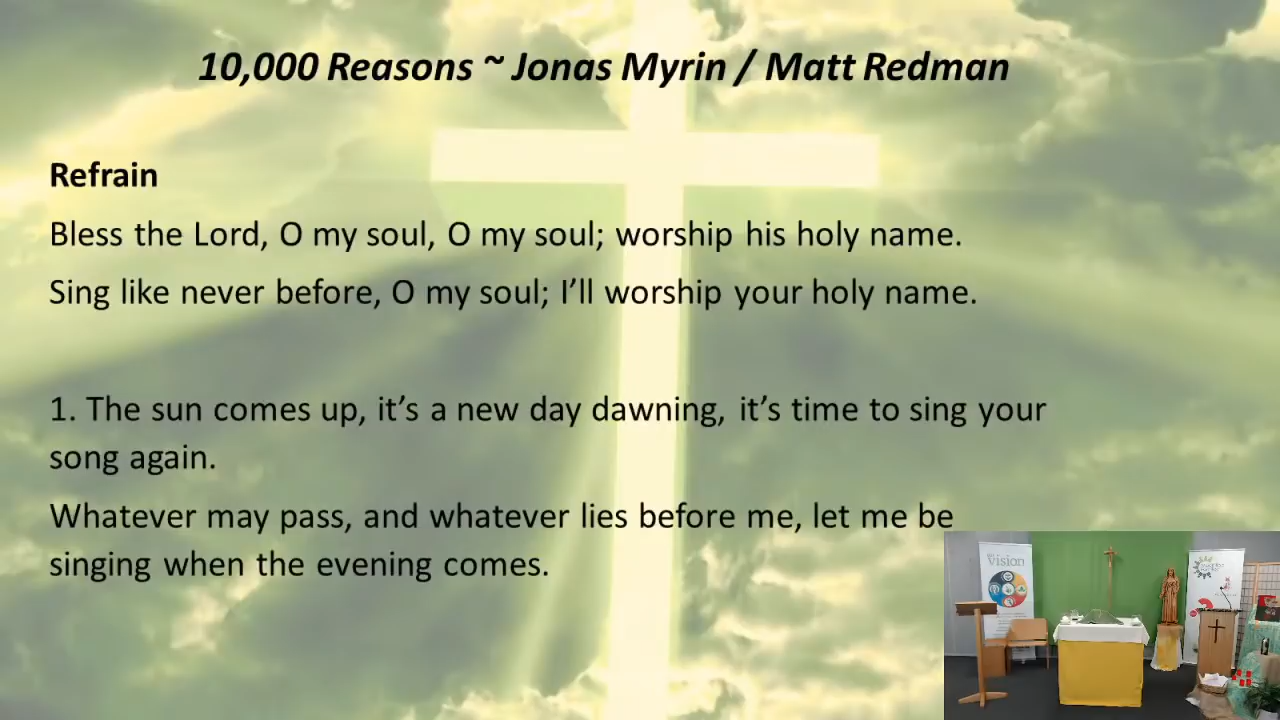 10,000 Reasons ~ Jonas Myrin / Matt Redman
Refrain
Bless the Lord, O my soul, O my soul; worship his holy name.
Sing like never before, O my soul; I’ll worship your holy name.
1. The sun comes up, it’s a new day dawning, it’s time to sing your
song again.
Whatever may pass, and whatever lies before me, let me be
singing when the evening comes.
Vision